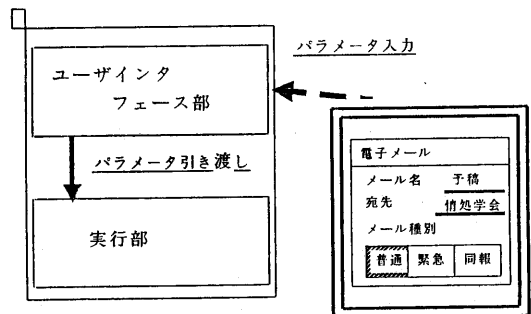 ユーザインタ
フェース部
パラメータ引き渡し
実行部
パラメータ入力
電子メール
メール名 予稿
宛先 情処学会
メール種別
普通 緊急 同報